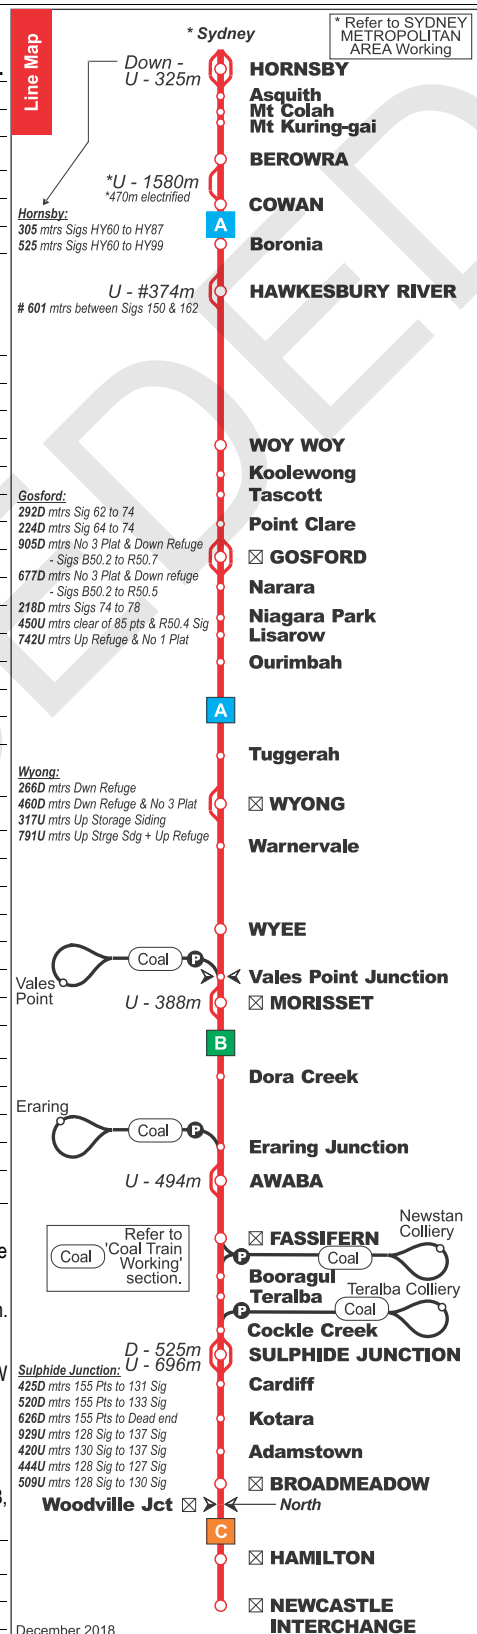 Line Map
* Sydney
* Refer to SYDNEY
METROPOLITAN
AREA Working
Down -
U - 325m
HORNSBY
Asquith
Mt Colah
Mt Kuring-gai
BEROWRA
*U - 1580m
*470m electrified
COWAN
Hornsby:
305 mtrs Sigs HY60 to HY87
525 mtrs Sigs HY60 to HY99
A
Boronia
U - #374m
HAWKESBURY RIVER
# 601 mtrs between Sigs 150 & 162
WOY WOY
Koolewong
Tascott
Gosford:
292D mtrs Sig 62 to 74
224D mtrs Sig 64 to 74
905D mtrs No 3 Plat & Down Refuge
- Sigs B50.2 to R50.7
677D mtrs No 3 Plat & Down refuge
- Sigs B50.2 to R50.5
218D mtrs Sigs 74 to 78
450U mtrs clear of 85 pts & R50.4 Sig
742U mtrs Up Refuge & No 1 Plat
Point Clare
GOSFORD
Narara
Niagara Park
Lisarow
Ourimbah
A
Tuggerah
Wyong:
266D mtrs Dwn Refuge
460D mtrs Dwn Refuge & No 3 Plat
317U mtrs Up Storage Siding
791U mtrs Up Strge Sdg + Up Refuge
WYONG
Warnervale
WYEE
Coal
P
Vales
Point
Vales Point Junction
U - 388m
MORISSET
B
Dora Creek
Eraring
Coal
P
Eraring Junction
U - 494m
AWABA
Coal
Refer to
'Coal Train
Working'
section.
FASSIFERN
Newstan
Colliery
P
Coal
Booragul
Teralba
Teralba Colliery
P
Coal
Cockle Creek
D - 525m
U - 696m
SULPHIDE JUNCTION
Sulphide Junction:
425D mtrs 155 Pts to 131 Sig
520D mtrs 155 to 133 Sig
626D mtrs 155 Pts to Dead end
929U mtrs 128 Sig to 137 Sig
420U mtrs 130 Sig to 137 Sig
444U mtrs 128 Sig to 127 Sig
509U mtrs 128 Sig to 130 Sig
Cardiff
Kotara
Adamstown
BROADMEADOW
Woodville Jct
North
C
HAMILTON
NEWCASTLE
INTERCHANGE
December 2018